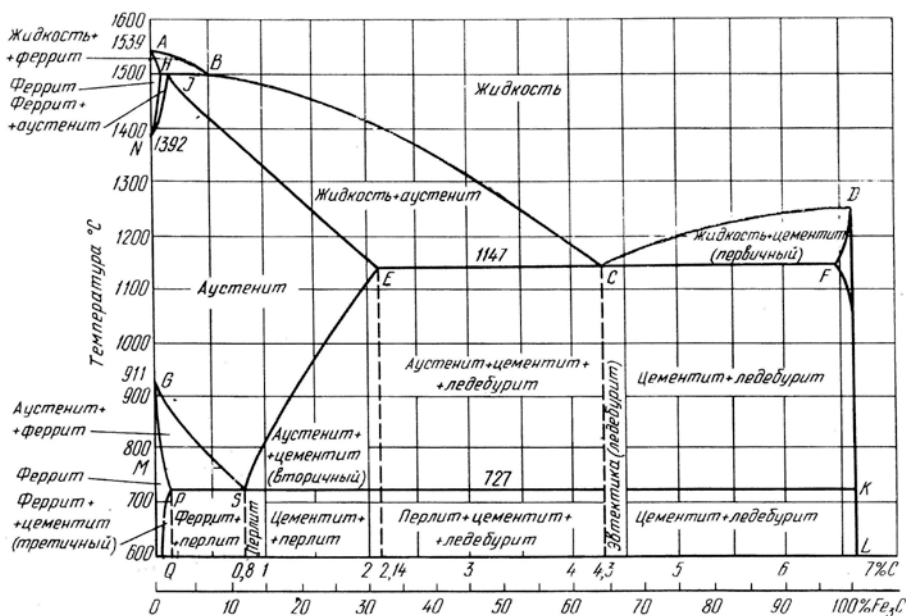 1600
1539
1500
1400
1392
1300
1200
1100
1000
911
900
800
700
600
Температура °C
Жидкость+
+феррит
Феррит
Феррит+
+аустенит
A
H
J
B
N
Жидкость
Жидкость+аустенит
D
Жидкость+цементит
(первичный)
1147
E
C
F
Аустенит
G
Аустенит+цементит+
+ледебурит
Цементит+ледебурит
Эвтектика (ледебурит)
Аустенит+
+феррит
Аустенит+
+цементит
(вторичный)
M
727
Феррит
P
S
K
Феррит+
+цементит
(третичный)
Феррит+
+перлит
Перлит
Цементит+
+перлит
Перлит+цементит+
+ледебурит
Цементит+ледебурит
L
0
Q
0,8
1
2
2,14
3
4
4,3
5
6
7%C
0
10
20
30
40
50
60
70
80
90
100%Fe3C